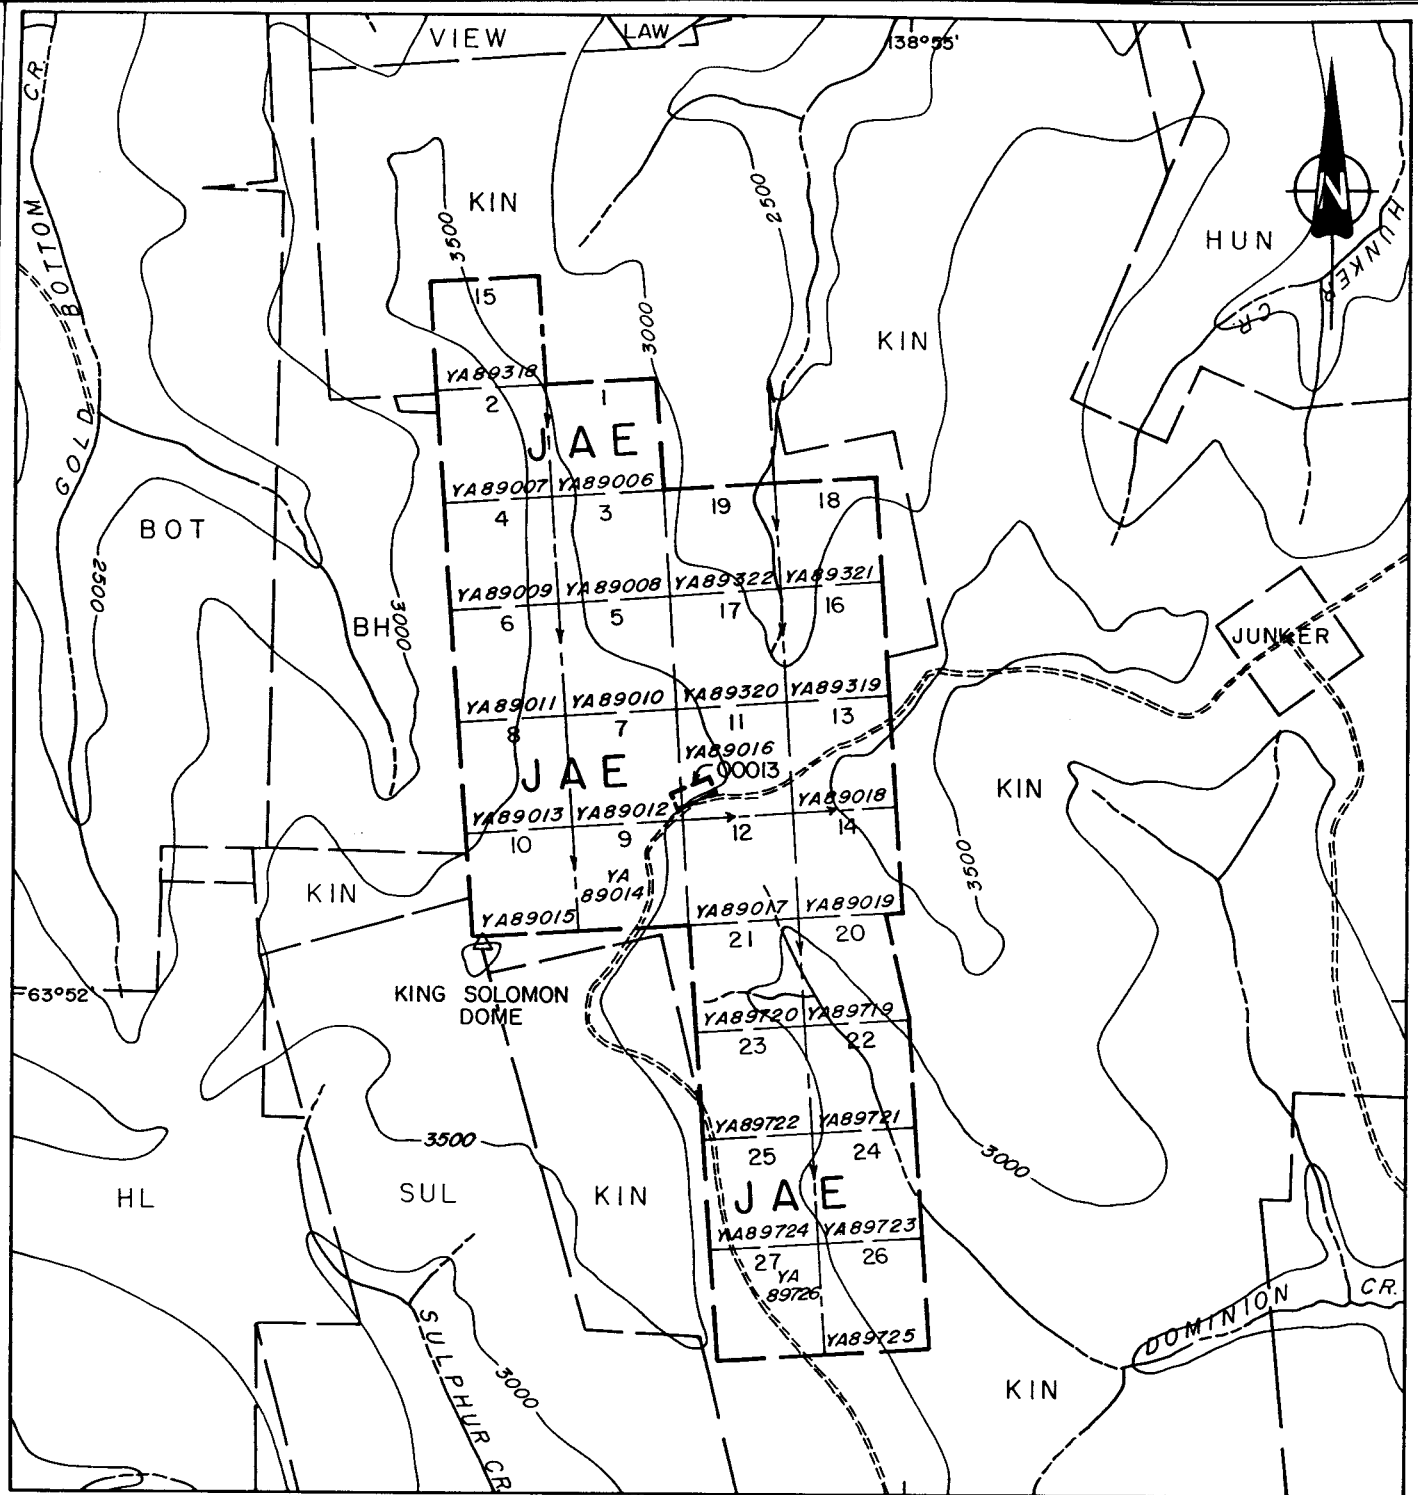 VIEW
LAW
138°55'
CR.
BOTTOM
GOLD
KIN
3500
2500
HUN
N
HUNKER
CR.
15
3000
KIN
YA89318
2
1
JAE
YA89007
YA89006
4
3
19
18
BOT
2500
YA89009
YA89008
YA89322
YA89321
6
5
17
16
BH
3000
JUNKER
YA89011
YA89010
YA89320
YA89319
8
7
11
13
YA89016
00013
JAE
KIN
YA89013
YA89012
YA89018
10
9
12
14
3500
KIN
YA
89014
YA89015
YA89017
YA89019
21
20
63°52'
KING SOLOMON
DOME
YA89720
YA89719
23
22
YA89722
YA89721
3500
25
24
3000
HL
SUL
KIN
JAE
YA89724
YA89723
27
26
YA
89726
DOMINION
CR.
YA89725
SULPHUR CR.
3000
KIN